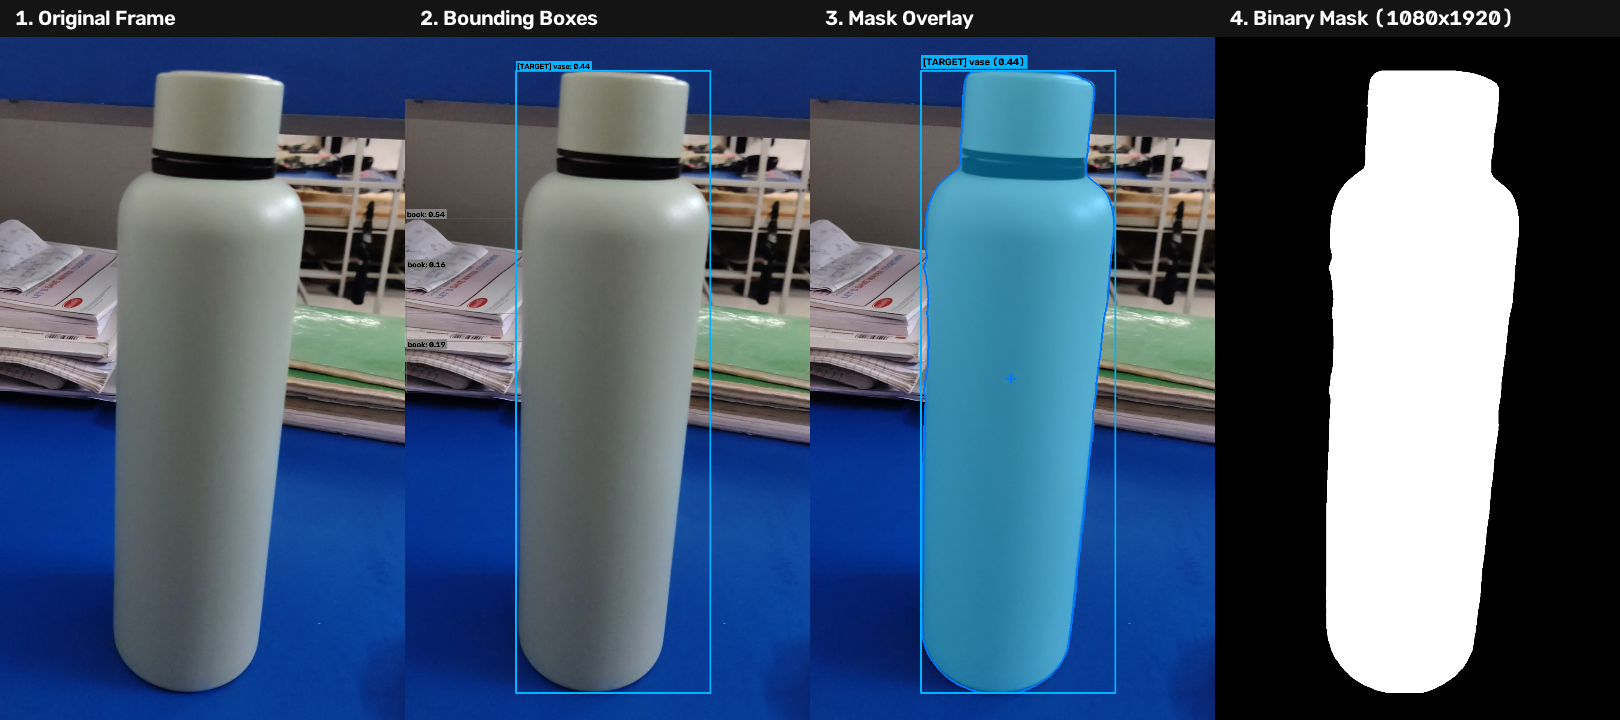 1. Original Frame
2. Bounding Boxes
3. Mask Overlay
4. Binary Mask (1080x1920)
[TARGET] vase: 0.44
[TARGET] vase (0.44)
book: 0.54
book: 0.16
book: 0.19